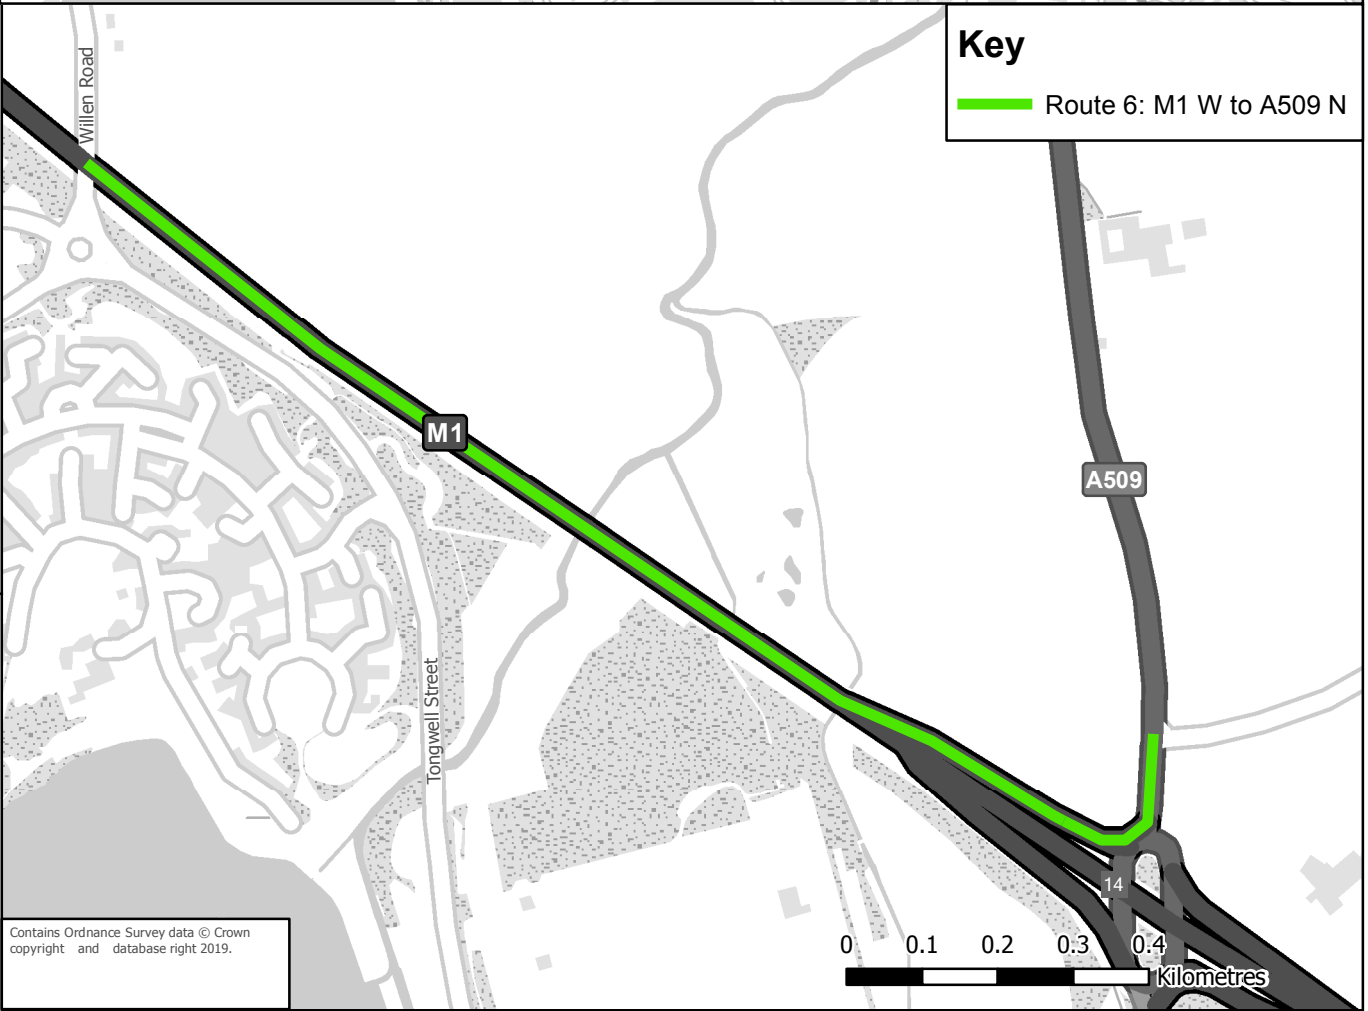 Key
Route 6: M1 W to A509 N
Willen Road
M1
A509
Tongwell Street
14
0 0.1 0.2 0.3 0.4
Kilometres
Contains Ordnance Survey data © Crown
copyright and database right 2019.